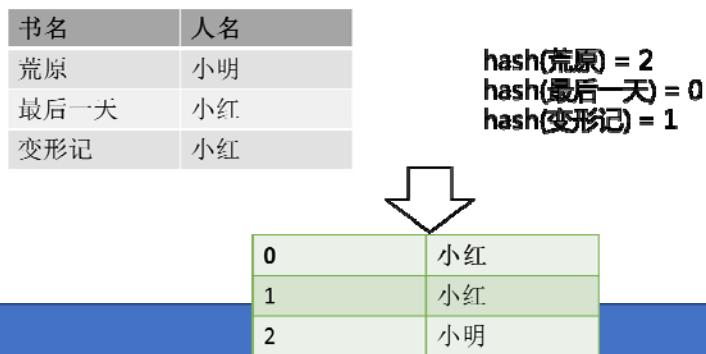 书名 人名
荒原 小明
最后一天 小红
变形记 小红
hash(荒原) = 2
hash(最后一天) = 0
hash(变形记) = 1
0 小红
1 小红
2 小明